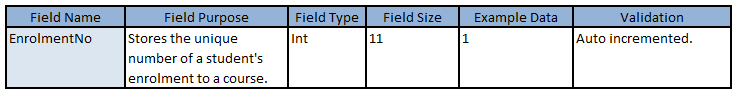 Field Name Field Purpose Field Type Field Size Example Data Validation
EnrolmentNo Stores the unique Int 11 1 Auto incremented.
number of a student's
enrolment to a course.